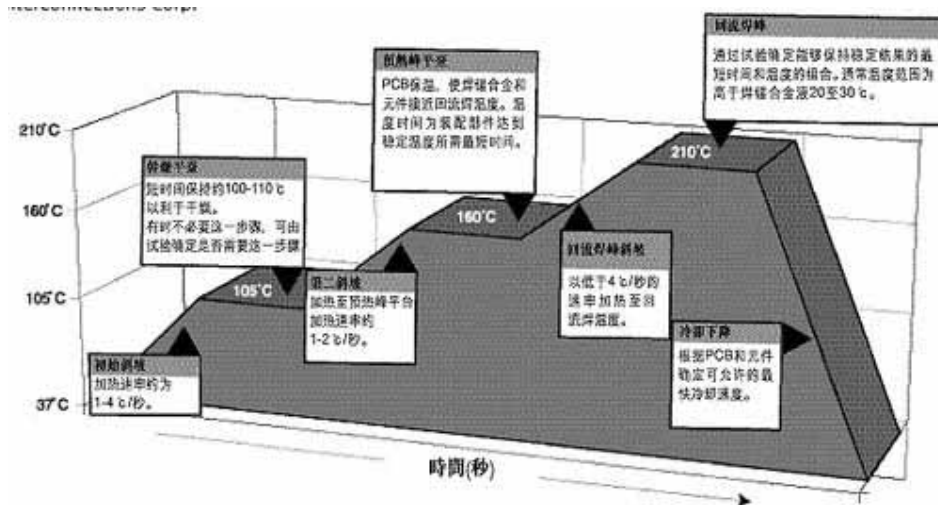 回流焊峰
通过试验确定能够保持稳定结果的最
短时间和温度的组合。通常温度范围为
高于焊锡合金液20至30℃。
预热峰平台
PCB保温,使焊锡合金和
元件接近回流焊温度。温
度时间为装配部件达到
稳定温度所需最短时间。
210℃
210℃
幹燥平臺
短时间保持约100-110℃
以利于干燥。
有时不必要这一步骤,可由
试验确定是否需要这一步骤
160℃
160℃
105℃
105℃
第二斜坡
加热至预热峰平台
加热速率约
1-2℃/秒。
回流焊峰斜坡
以低于4℃/秒的
速率加热至回
流焊温度。
冷却下降
根据PCB和元件
确定可允许的最
快冷却速度。
初始斜坡
加热速率约为
1-4℃/秒。
37℃
時間(秒)